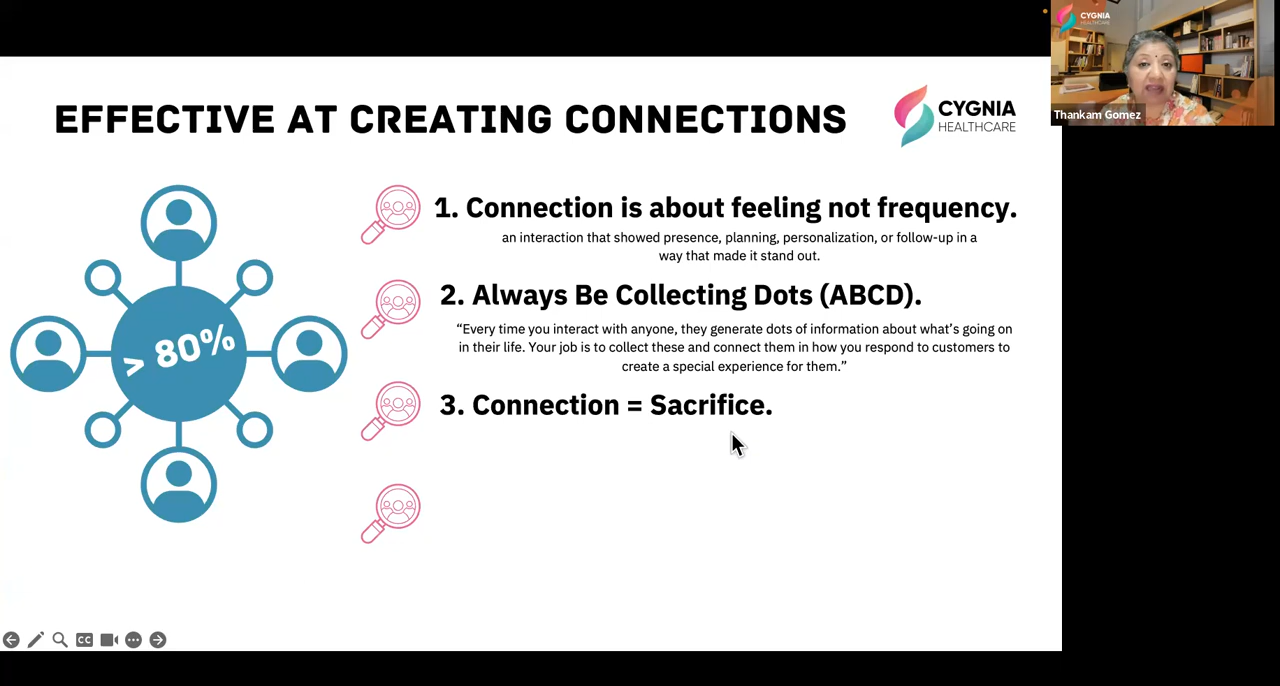 EFFECTIVE AT CREATING CONNECTIONS
CYGNIA
HEALTHCARE
CYGNIA
HEALTHCARE
Thankam Gomez
> 80%
1. Connection is about feeling not frequency.
an interaction that showed presence, planning, personalization, or follow-up in a
way that made it stand out.
2. Always Be Collecting Dots (ABCD).
“Every time you interact with anyone, they generate dots of information about what’s going on
in their life. Your job is to collect these and connect them in how you respond to customers to
create a special experience for them.”
3. Connection = Sacrifice.
CC